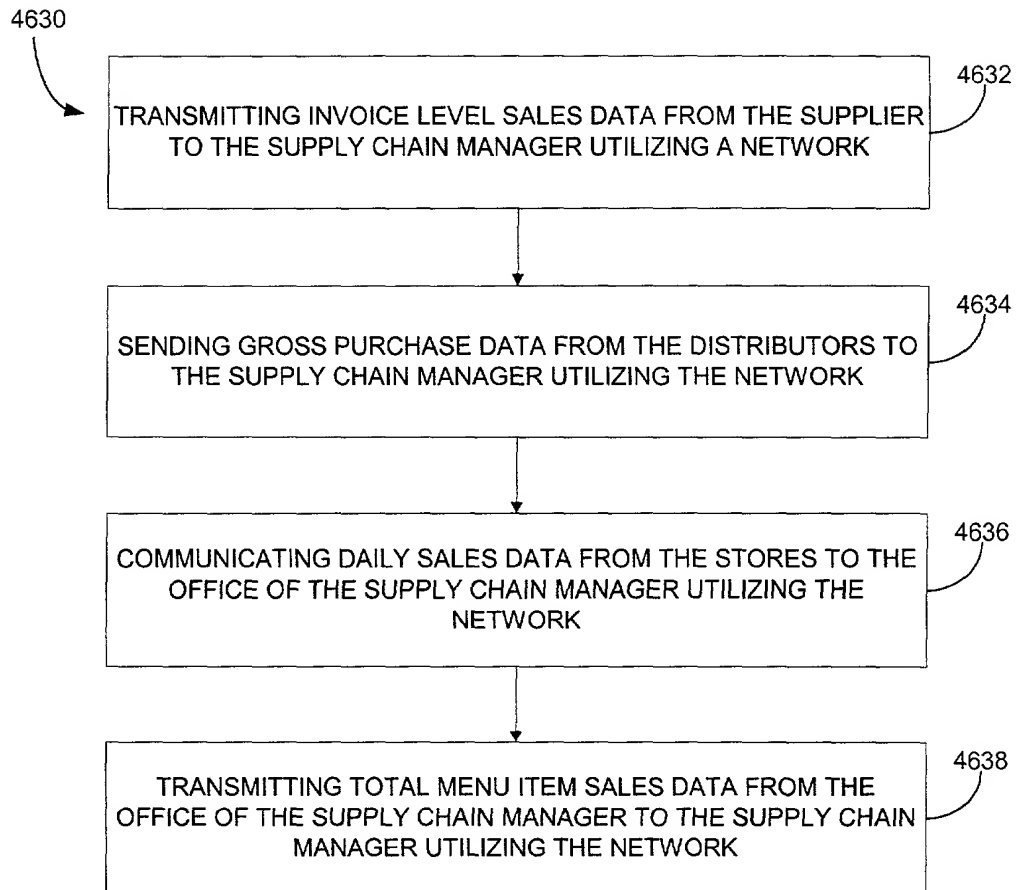 4630
4632
TRANSMITTING INVOICE LEVEL SALES DATA FROM THE SUPPLIER
TO THE SUPPLY CHAIN MANAGER UTILIZING A NETWORK
4634
SENDING GROSS PURCHASE DATA FROM THE DISTRIBUTORS TO
THE SUPPLY CHAIN MANAGER UTILIZING THE NETWORK
4636
COMMUNICATING DAILY SALES DATA FROM THE STORES TO THE
OFFICE OF THE SUPPLY CHAIN MANAGER UTILIZING THE
NETWORK
4638
TRANSMITTING TOTAL MENU ITEM SALES DATA FROM THE
OFFICE OF THE SUPPLY CHAIN MANAGER TO THE SUPPLY CHAIN
MANAGER UTILIZING THE NETWORK